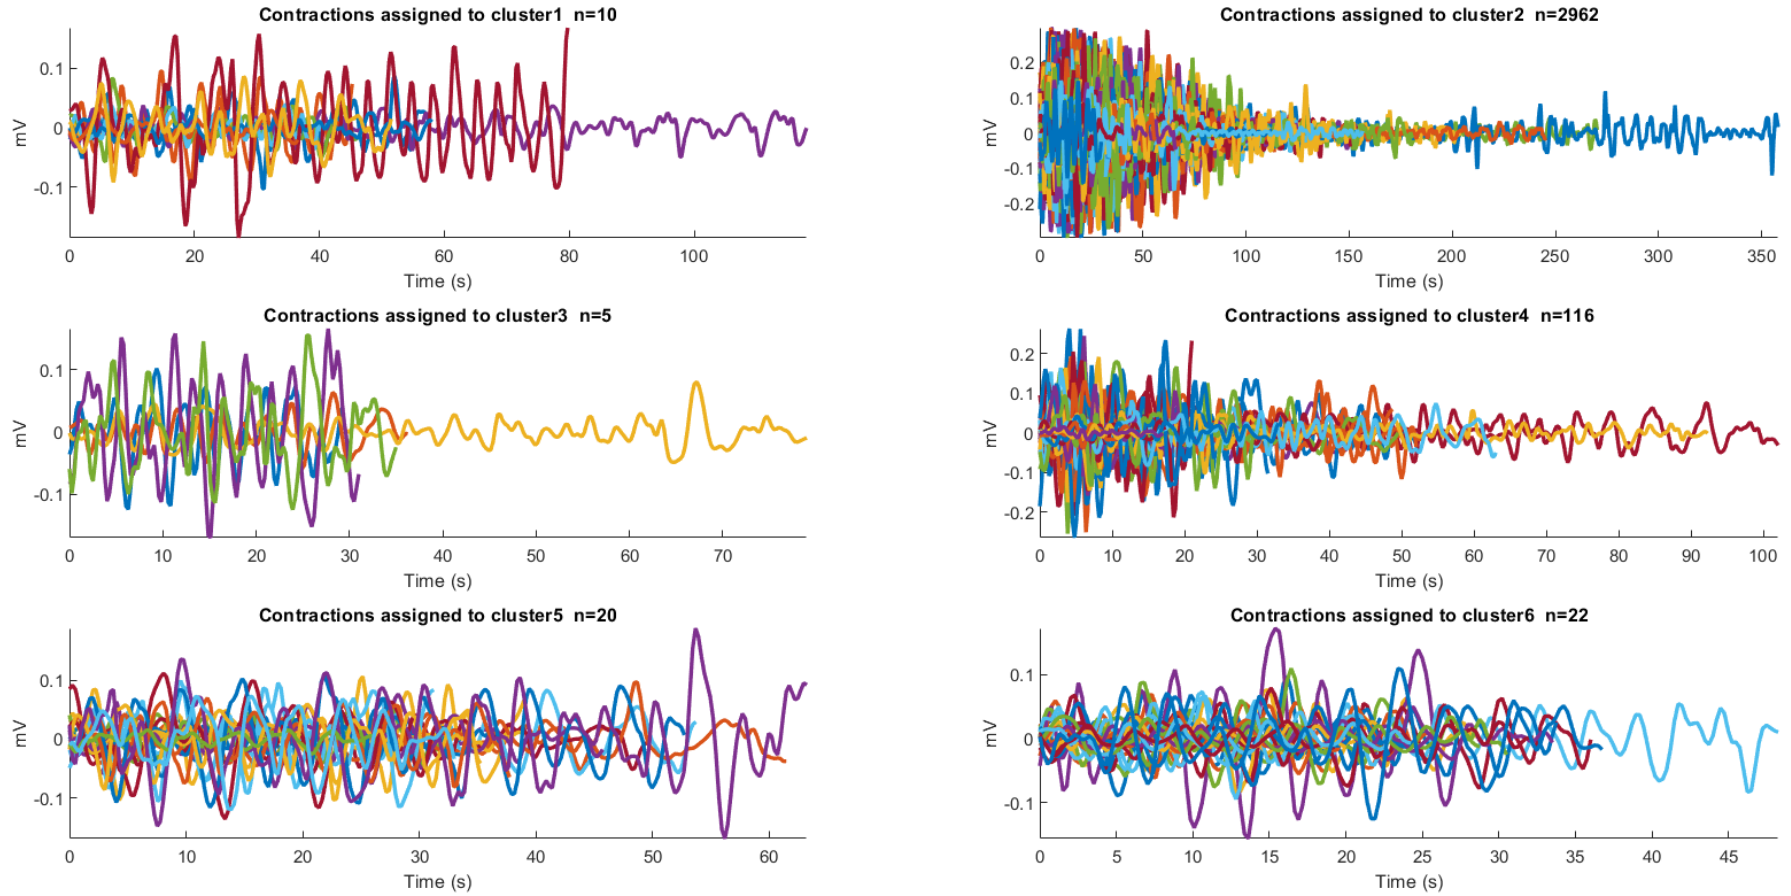 Contractions assigned to cluster1 n=10
0.1
0
-0.1
mV
0 20 40 60 80 100
Time (s)
Contractions assigned to cluster2 n=2962
0.2
0.1
0
-0.1
-0.2
mV
0 50 100 150 200 250 300 350
Time (s)
Contractions assigned to cluster3 n=5
0.1
0
-0.1
mV
0 10 20 30 40 50 60 70
Time (s)
Contractions assigned to cluster4 n=116
0.2
0.1
0
-0.1
-0.2
mV
0 10 20 30 40 50 60 70 80 90 100
Time (s)
Contractions assigned to cluster5 n=20
0.1
0
-0.1
mV
0 10 20 30 40 50 60
Time (s)
Contractions assigned to cluster6 n=22
0.1
0
-0.1
mV
0 5 10 15 20 25 30 35 40 45
Time (s)